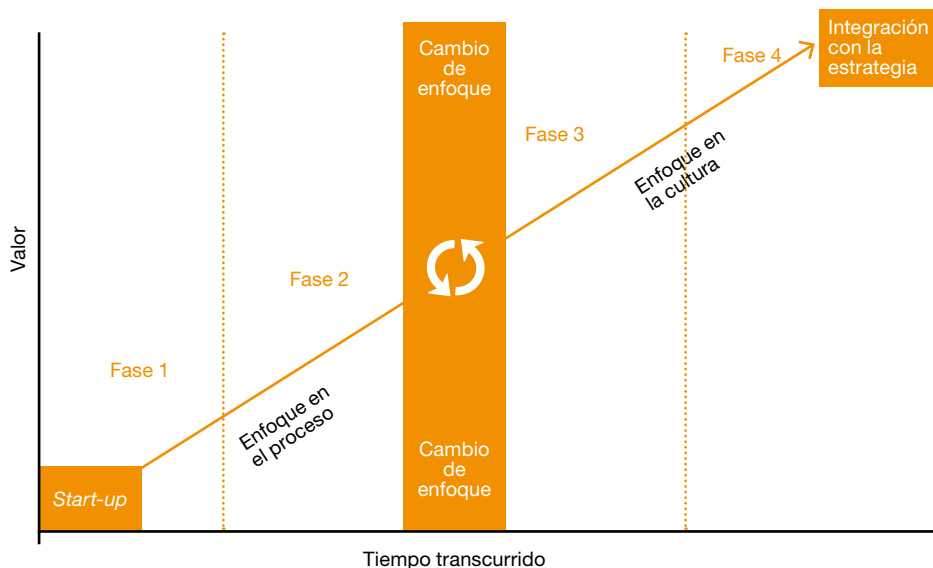 Integración
con la
estrategia
Cambio
de
enfoque
Fase 4
Fase 3
Enfoque en
la cultura
Valor
Fase 2
Fase 1
Enfoque en
el proceso
Cambio
de
enfoque
Start-up
Tiempo transcurrido